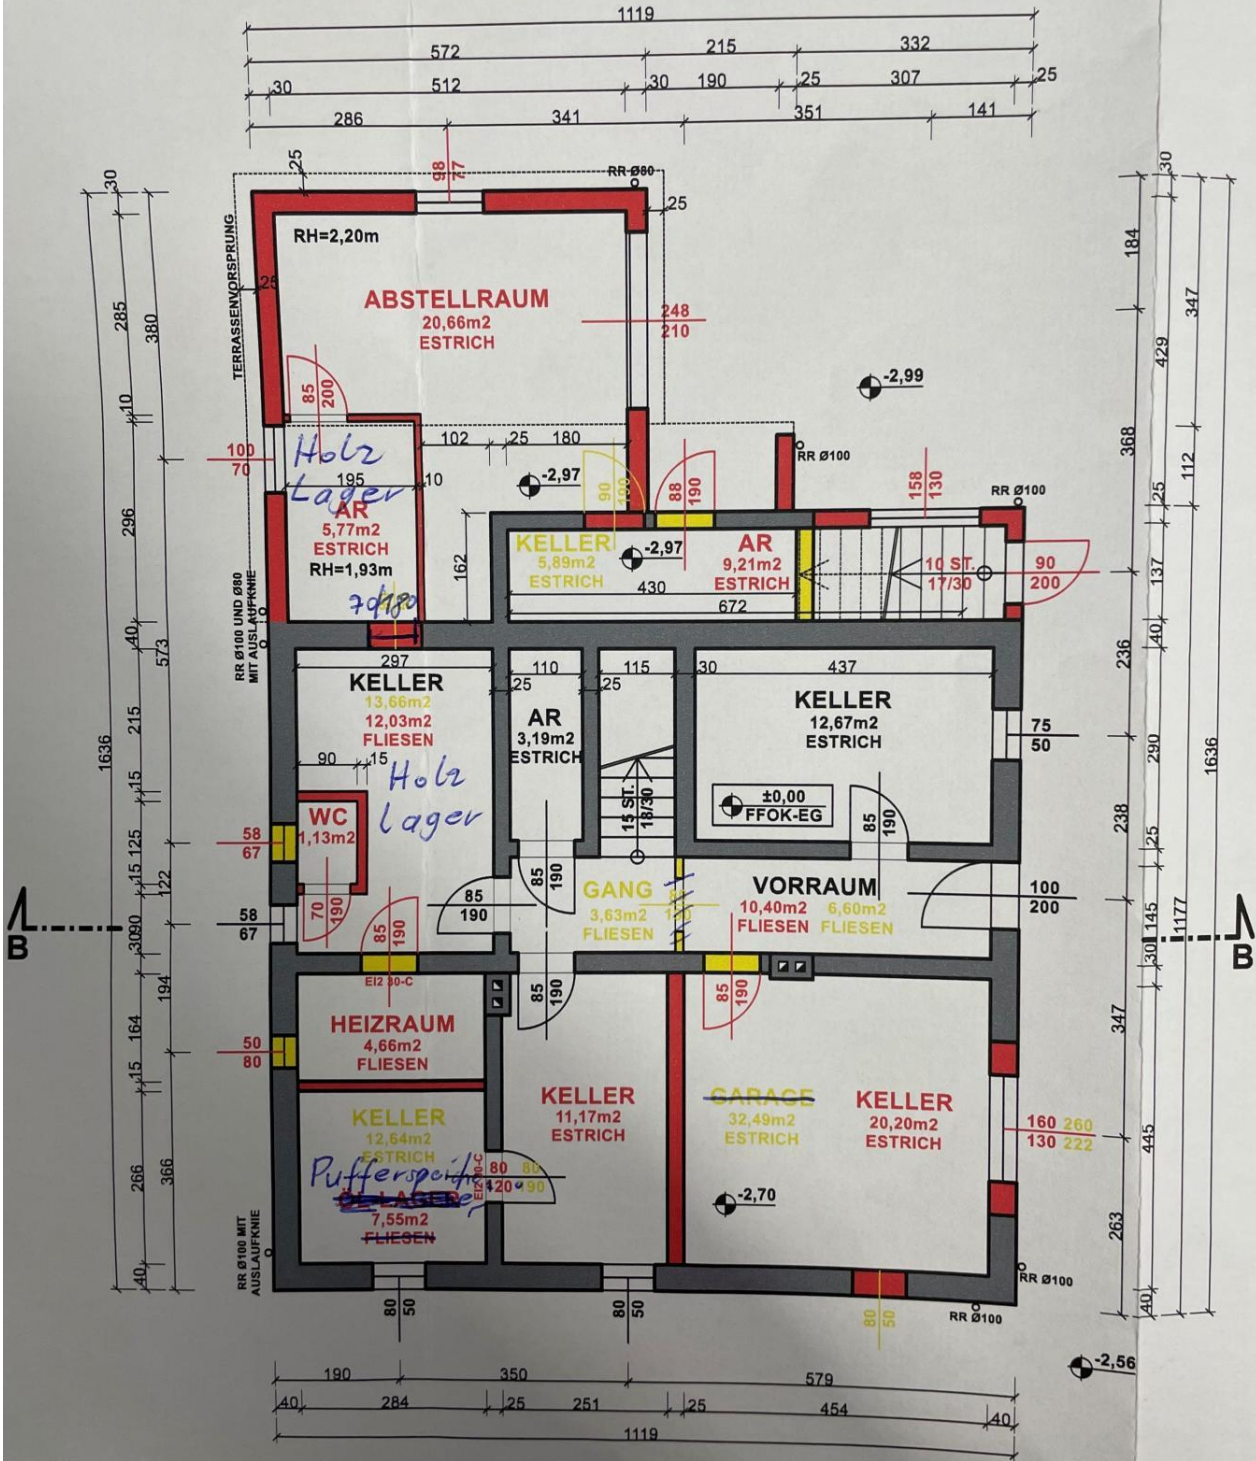 1119
572
215
332
30
512
30
190
25
307
25
286
341
351
141
98
77
RR Ø80
30
25
25
30
RH=2,20m
TERRASSENVORSPRUNG
25
ABSTELLRAUM
20,66m2
ESTRICH
248
210
184
347
285
380
429
85
200
-2,99
10
102
25
180
RR Ø100
368
112
100
70
Holz
Lager
195
10
-2,97
90
88
190
158
130
RR Ø100
25
AR
5,77m2
ESTRICH
RH=1,93m
296
162
KELLER
5,89m2
ESTRICH
-2,97
AR
9,21m2
ESTRICH
10 ST.
17/30
90
200
137
430
672
70/180
RR Ø100 UND Ø80
MIT AUSLAUFKNIE
40
573
40
236
297
110
115
30
437
25
25
KELLER
13,66m2
12,03m2
FLIESEN
AR
3,19m2
ESTRICH
KELLER
12,67m2
ESTRICH
75
50
215
290
1636
1636
90
15
Holz
Lager
15 ST.
18/30
±0,00
FFOK-EG
15
WC
1,13m2
58
67
125
85
190
238
25
15
122
85
190
GANG
3,63m2
FLIESEN
VORRAUM
10,40m2
6,60m2
FLIESEN
FLIESEN
100
200
85
190
70
190
58
67
90
145
1177
B
B
85
190
30
30
EI2 30-C
194
85
190
85
190
HEIZRAUM
4,66m2
FLIESEN
50
80
164
347
15
KELLER
12,64m2
ESTRICH
KELLER
11,17m2
ESTRICH
GARAGE
32,49m2
ESTRICH
KELLER
20,20m2
ESTRICH
160 260
130 222
445
Pufferspeicher
80
80
120
190
ÖL-LAGER
7,55m2
FLIESEN
266
366
-2,70
263
RR Ø100 MIT
AUSLAUFKNIE
40
RR Ø100
80
50
80
50
80
50
RR Ø100
40
-2,56
190
350
579
40
284
25
251
25
454
40
1119